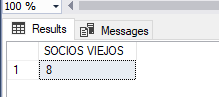 100 %
Results Messages
SOCIOS VIEJOS
1 8